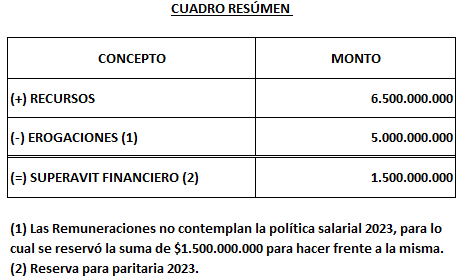 CUADRO RESÚMEN
CONCEPTO MONTO
(+) RECURSOS 6.500.000.000
(-) EROGACIONES (1) 5.000.000.000
(=) SUPERAVIT FINANCIERO (2) 1.500.000.000
(1) Las Remuneraciones no contemplan la política salarial 2023, para lo
cual se reservó la suma de $1.500.000.000 para hacer frente a la misma.
(2) Reserva para paritaria 2023.